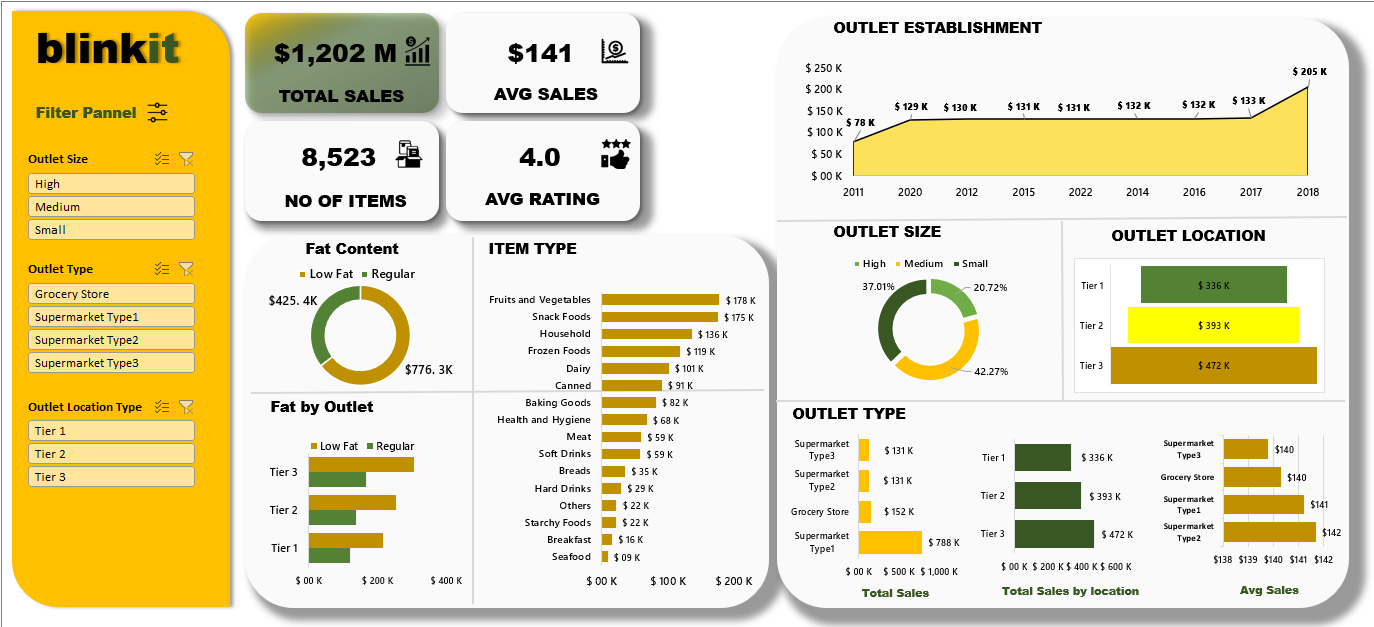 blinkit
Filter Pannel
Outlet Size
High
Medium
Small
Outlet Type
Grocery Store
Supermarket Type1
Supermarket Type2
Supermarket Type3
Outlet Location Type
Tier 1
Tier 2
Tier 3
$1,202 M
TOTAL SALES
$141
AVG SALES
8,523
NO OF ITEMS
4.0
AVG RATING
Fat Content
Low Fat Regular
$425. 4K
$776. 3K
Fat by Outlet
Low Fat Regular
Tier 3
Tier 2
Tier 1
$ 00 K $ 200 K $ 400 K
ITEM TYPE
Fruits and Vegetables $ 178 K
Snack Foods $ 175 K
Household $ 136 K
Frozen Foods $ 119 K
Dairy $ 101 K
Canned $ 91 K
Baking Goods $ 82 K
Health and Hygiene $ 68 K
Meat $ 59 K
Soft Drinks $ 59 K
Breads $ 35 K
Hard Drinks $ 29 K
Others $ 22 K
Starchy Foods $ 22 K
Breakfast $ 16 K
Seafood $ 09 K
$ 00 K $ 100 K $ 200 K
OUTLET ESTABLISHMENT
$ 250 K
$ 200 K
$ 150 K
$ 100 K
$ 50 K
$ 00 K
$ 78 K $ 129 K $ 130 K $ 131 K $ 131 K $ 132 K $ 132 K $ 133 K $ 205 K
2011 2020 2012 2015 2022 2014 2016 2017 2018
OUTLET SIZE
High Medium Small
37.01%
20.72%
42.27%
OUTLET LOCATION
Tier 1 $ 336 K
Tier 2 $ 393 K
Tier 3 $ 472 K
OUTLET TYPE
Supermarket
Type3
$ 131 K
Supermarket
Type2
$ 131 K
Grocery Store $ 152 K
Supermarket
Type1
$ 788 K
$ 00 K $ 500 K $ 1,000 K
Total Sales
Tier 1 $ 336 K
Tier 2 $ 393 K
Tier 3 $ 472 K
$ 00 K $ 200 K $ 400 K $ 600 K
Total Sales by location
Supermarket
Type3
$140
Grocery Store $140
Supermarket
Type1
$141
Supermarket
Type2
$142
$138 $139 $140 $141 $142
Avg Sales